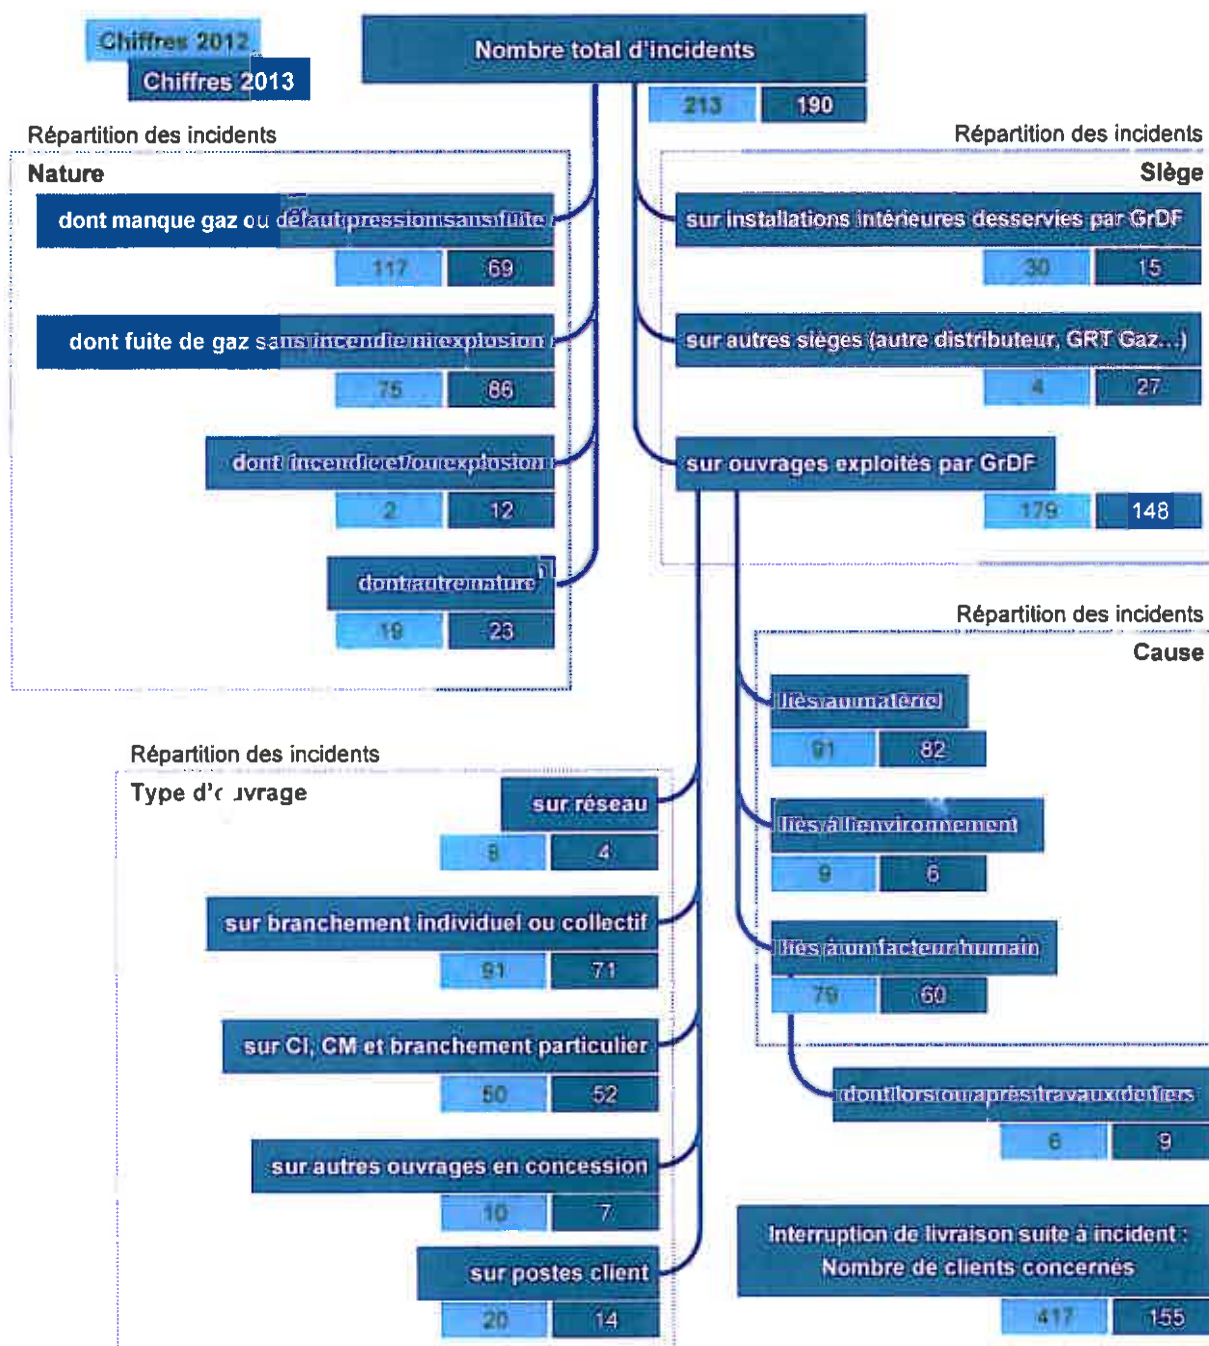 Chiffres 2012
Chiffres 2013
Nombre total d'incidents
213 190
Répartition des incidents
Nature
dont manque gaz ou défaut pression sans fuite
117 69
dont fuite de gaz sans incendie ni explosion
75 86
dont incendie et/ou explosion
2 12
dont autre nature
19 23
Répartition des incidents
Siège
sur installations intérieures desservies par GrDF
30 15
sur autres sièges (autre distributeur, GRT Gaz...)
4 27
sur ouvrages exploités par GrDF
179 148
Répartition des incidents
Cause
liés au matériel
91 82
liés à l'environnement
9 6
liés à un facteur humain
79 60
dont lors ou après travaux de tiers
6 9
Répartition des incidents
Type d'
sur réseau
8 4
sur branchement individuel ou collectif
91 71
sur CI, CM et branchement particulier
50 52
sur autres ouvrages en concession
10 7
sur postes client
20 14
Interruption de livraison suite à incident :
Nombre de clients concernés
417 155